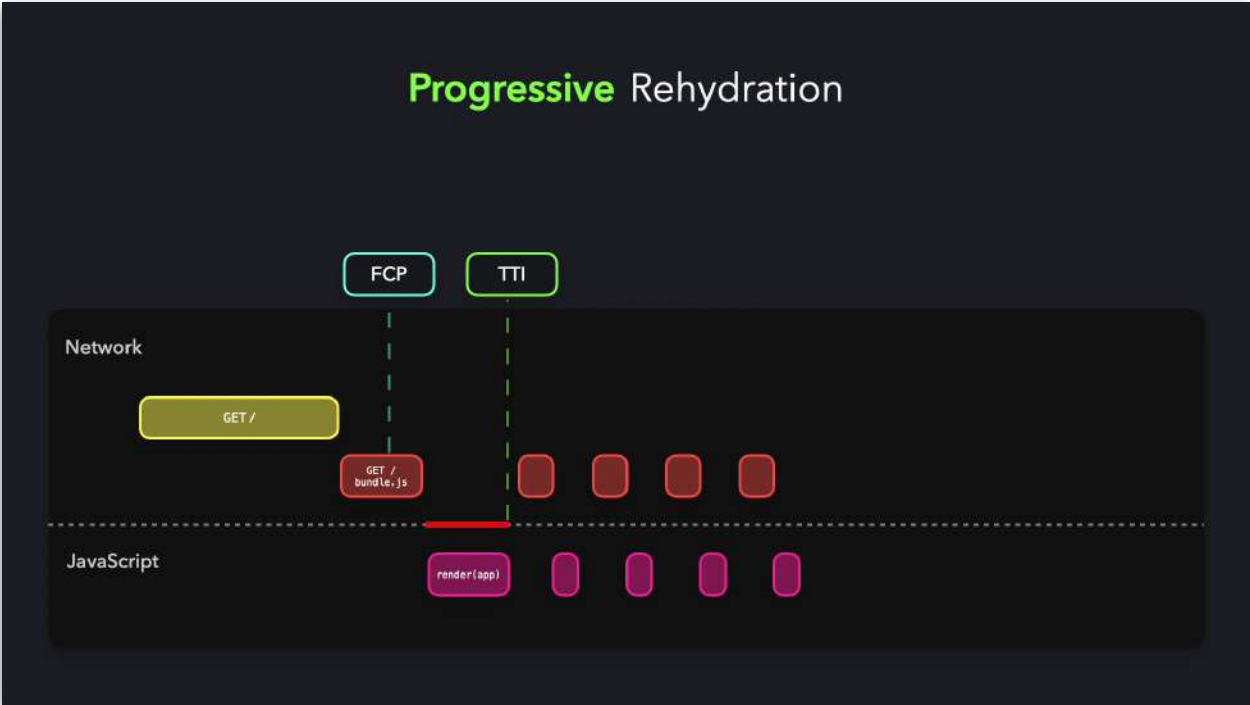 Progressive Rehydration
FCP
TTI
Network
GET /
GET /
bundle.js
JavaScript
render(app)